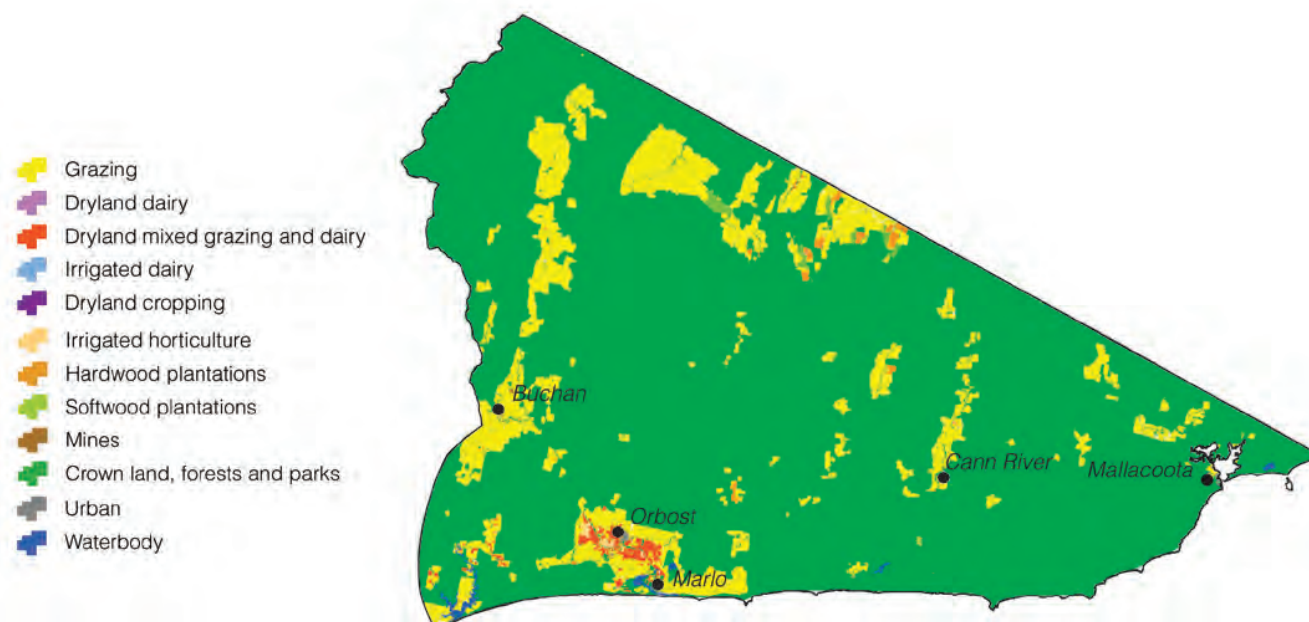 Grazing
Dryland dairy
Dryland mixed grazing and dairy
Irrigated dairy
Dryland cropping
Irrigated horticulture
Hardwood plantations
Softwood plantations
Mines
Crown land, forests and parks
Urban
Waterbody
Buchan
Cann River
Mallacoota
Orbost
Marlo